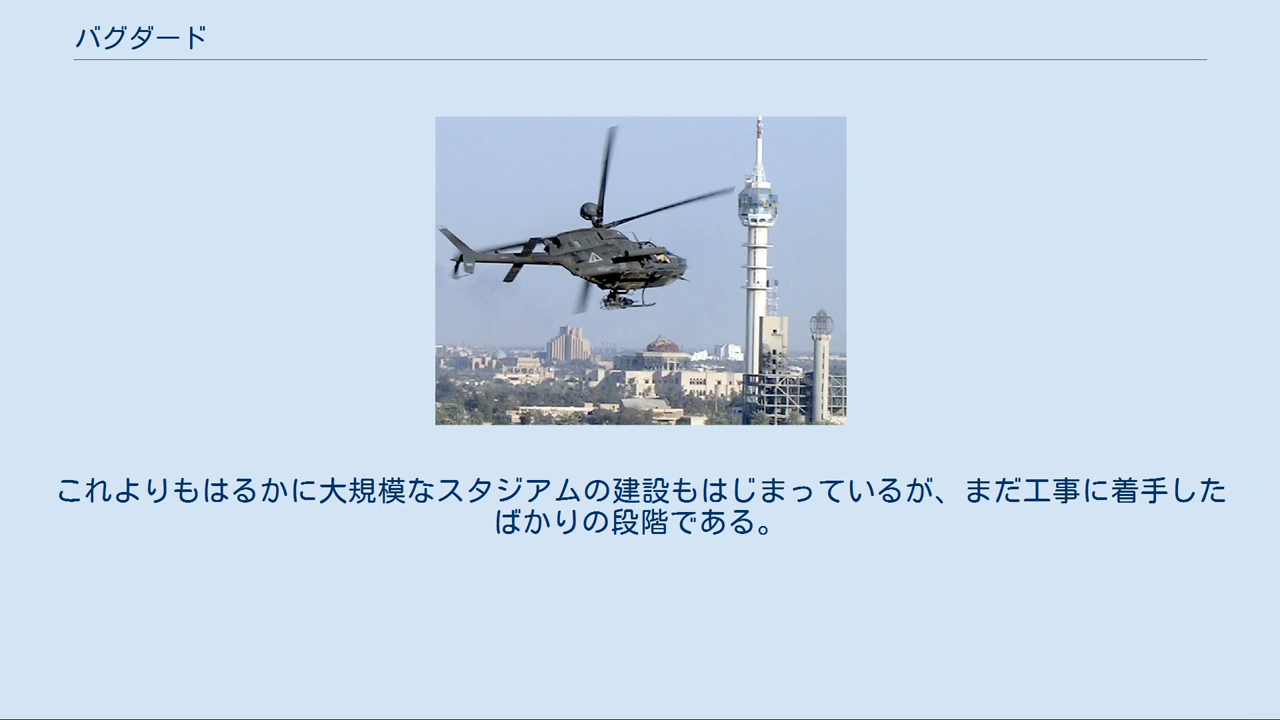 バグダード
これよりもはるかに大規模なスタジアムの建設もはじまっているが、まだ工事に着手した
ばかりの段階である。